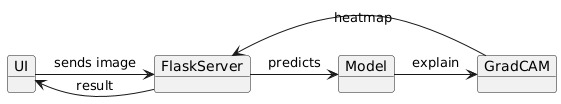 heatmap
UI
sends image
FlaskServer
predicts
Model
explain
GradCAM
result